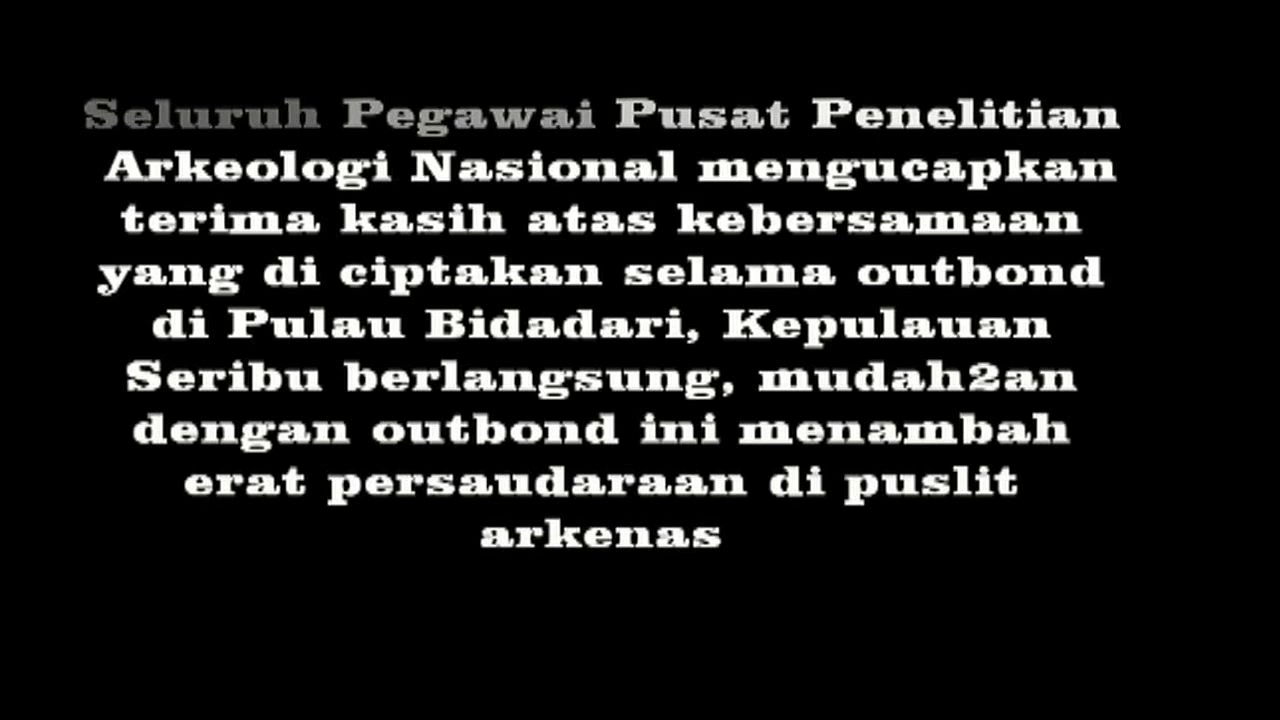 Seluruh Pegawai Pusat Penelitian
Arkeologi Nasional mengucapkan
terima kasih atas kebersamaan
yang di ciptakan selama outbond
di Pulau Bidadari, Kepulauan
Seribu berlangsung, mudah2an
dengan outbond ini menambah
erat persaudaraan di puslit
arkenas